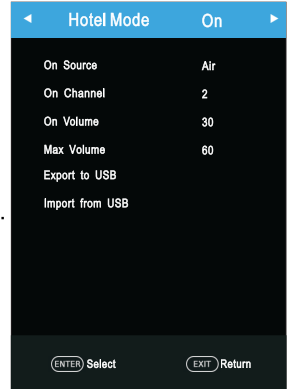 Hotel Mode On
On Source Air
On Channel 2
On Volume 30
Max Volume 60
Export to USB
Import from USB
.
ENTER Select EXIT Return